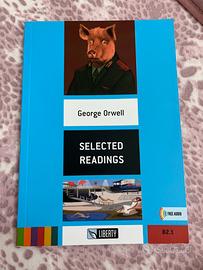 George Orwell
SELECTED
READINGS
LIBERTY
FREE AUDIO
B2.1